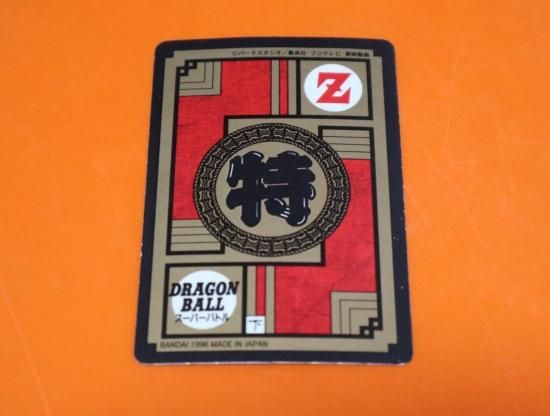 ©バードスタジオ／集英社・フジテレビ・東映動画
Z
特
DRAGON
BALL
スーパーバトル
下
BANDAI 1996 MADE IN JAPAN